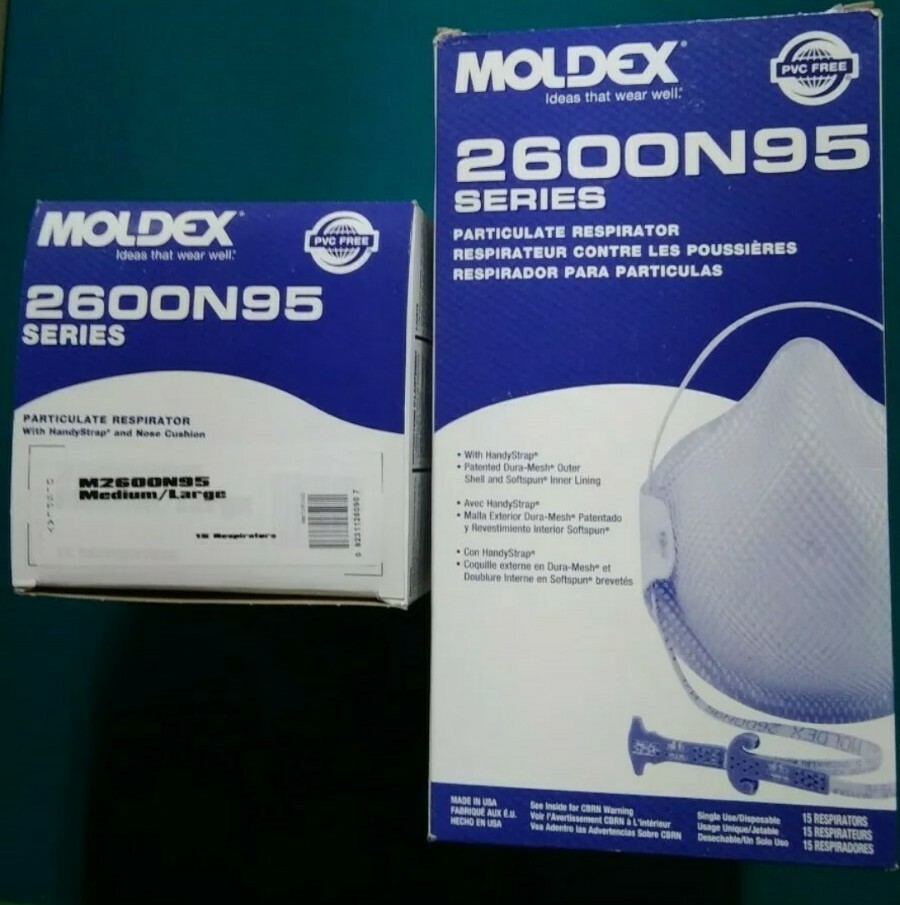 MOLDEX®
Ideas that wear well.®
PVC FREE
2600N95
SERIES
PARTICULATE RESPIRATOR
With HandyStrap® and Nose Cushion
M2600N95
Medium/Large
15 Respirators
MOLDEX®
Ideas that wear well.®
PVC FREE
2600N95
SERIES
PARTICULATE RESPIRATOR
RESPIRATEUR CONTRE LES POUSSIÈRES
RESPIRADOR PARA PARTICULAS
• With HandyStrap®
• Patented Dura-Mesh® Outer
Shell and Softspun® Inner Lining
• Avec HandyStrap®
• Malla Exterior Dura-Mesh® Patentado
y Revestimiento Interior Softspun®
• Con HandyStrap®
• Coquille externe en Dura-Mesh® et
Doublure Interne en Softspun® brevetés
MOLDEX 2600N95
MADE IN USA
FABRIQUÉ AUX É.U.
HECHO EN USA
See Inside for CBRN Warning
Voir l'Avertissement CBRN à L'intérieur
Vea Adentro las Advertencias Sobre CBRN
Single Use/Disposable
Usage Unique/Jetable
Desechable/Un Solo Uso
15 RESPIRATORS
15 RESPIRATEURS
15 RESPIRADORES